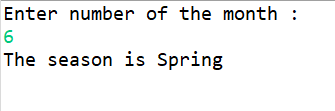 Enter number of the month :
6
The season is Spring